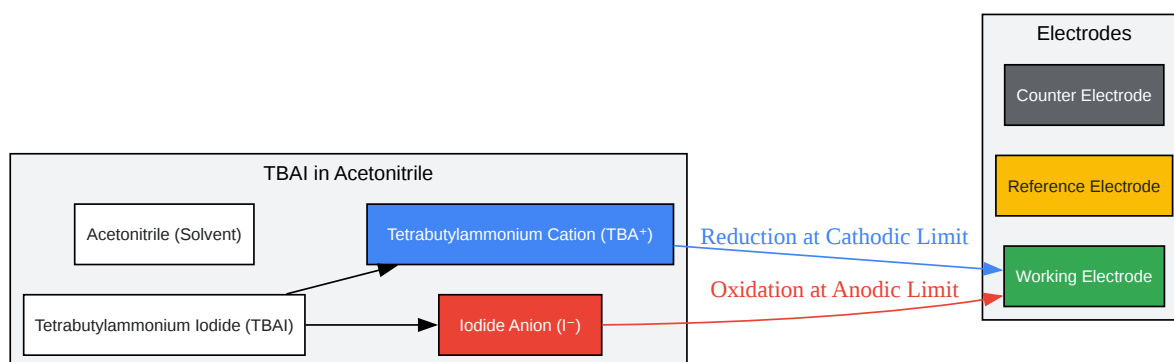 Electrodes
Counter Electrode
TBAI in Acetonitrile
Reference Electrode
Acetonitrile (Solvent)
Tetrabutylammonium Cation (TBA⁺)
Reduction at Cathodic Limit
Working Electrode
Oxidation at Anodic Limit
Tetrabutylammonium Iodide (TBAI)
Iodide Anion (I⁻)